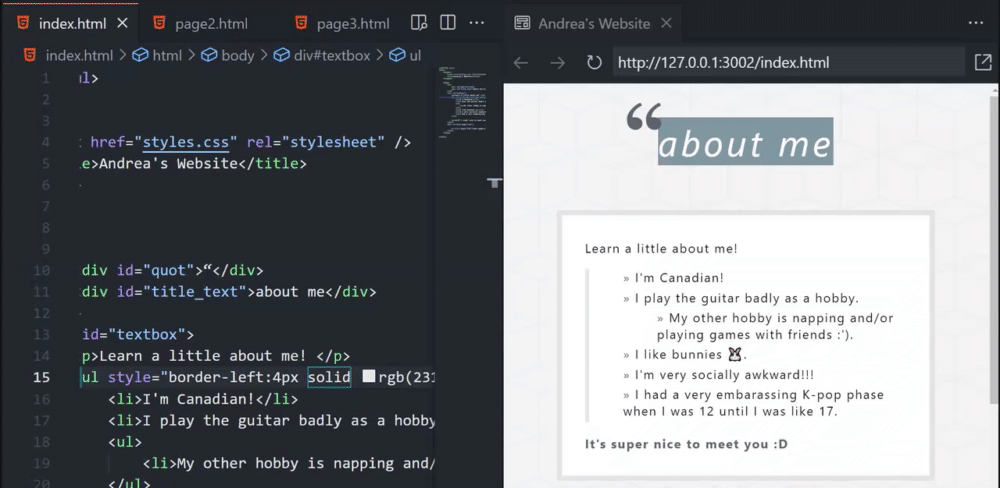 index.html
page2.html
page3.html
Andrea's Website
index.html > html > body > div#textbox > ul
http://127.0.0.1:3002/index.html
1 ul>
2
3
4 href="styles.css" rel="stylesheet" />
5 e>Andrea's Website</title>
6
7
8
9
10 div id="quot">“</div>
11 div id="title_text">about me</div>
12
13 id="textbox">
14 p>Learn a little about me! </p>
15 ul style="border-left:4px solid rgb(231
16 <li>I'm Canadian!</li>
17 <li>I play the guitar badly as a hobby
18 <ul>
19 <li>My other hobby is napping and/
20 </ul>
“
about me
Learn a little about me!
» I'm Canadian!
» I play the guitar badly as a hobby.
» My other hobby is napping and/or
playing games with friends :').
» I like bunnies 🐰.
» I'm very socially awkward!!!
» I had a very embarassing K-pop phase
when I was 12 until I was like 17.
It's super nice to meet you :D